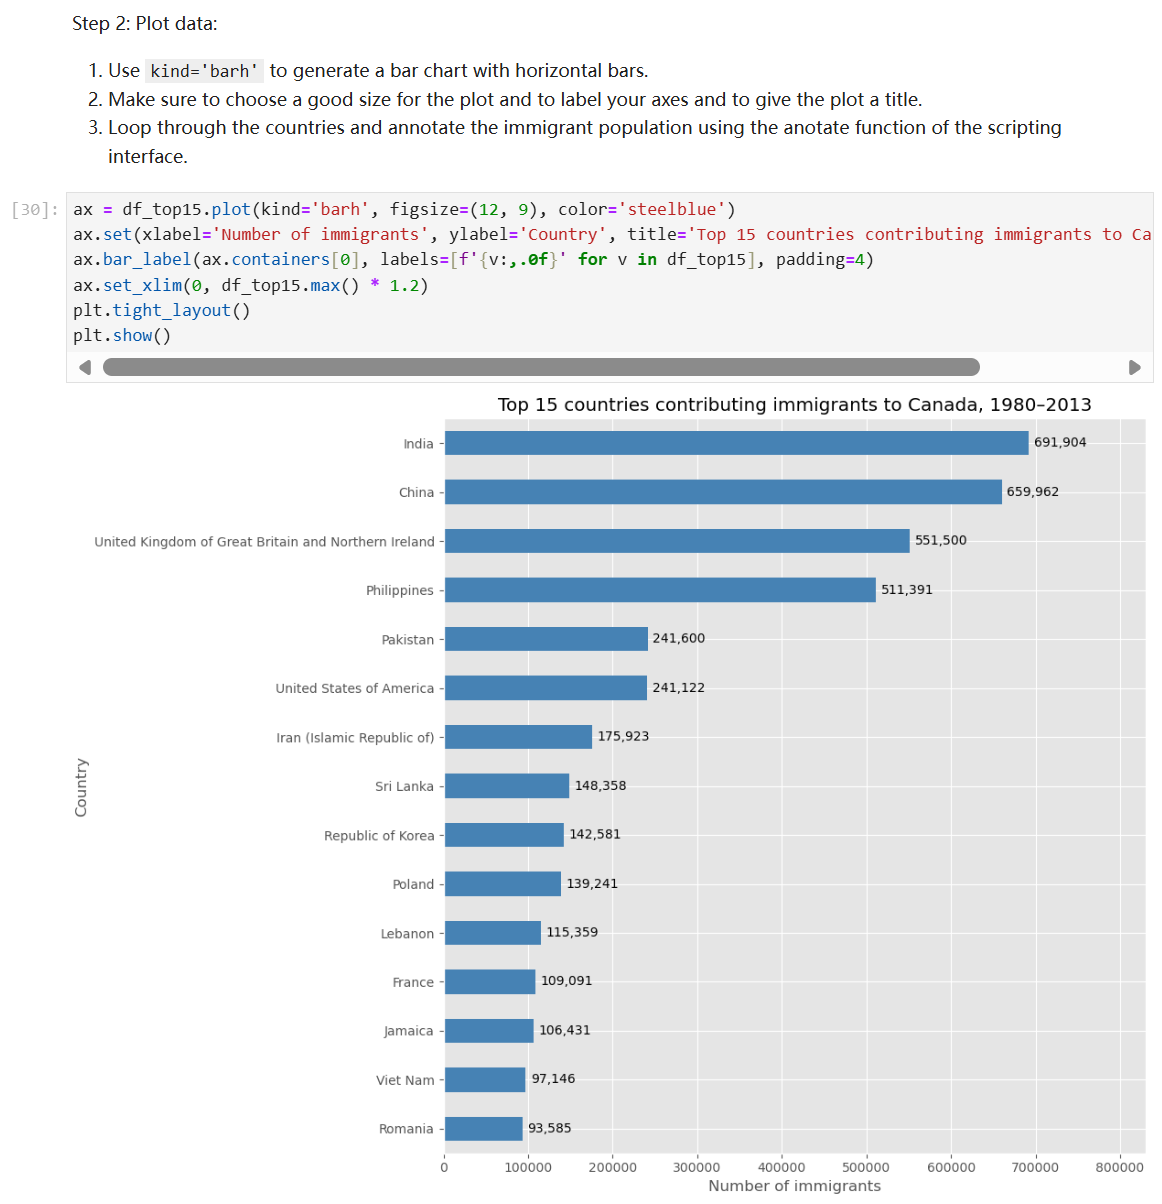 Step 2: Plot data:
1. Use kind='barh' to generate a bar chart with horizontal bars.
2. Make sure to choose a good size for the plot and to label your axes and to give the plot a title.
3. Loop through the countries and annotate the immigrant population using the anotate function of the scripting
interface.
[30]: ax = df_top15.plot(kind='barh', figsize=(12, 9), color='steelblue')
ax.set(xlabel='Number of immigrants', ylabel='Country', title='Top 15 countries contributing immigrants to Ca
ax.bar_label(ax.containers[0], labels=[f'{v:,.0f}' for v in df_top15], padding=4)
ax.set_xlim(0, df_top15.max() * 1.2)
plt.tight_layout()
plt.show()
Top 15 countries contributing immigrants to Canada, 1980–2013
India 691,904
China 659,962
United Kingdom of Great Britain and Northern Ireland 551,500
Philippines 511,391
Pakistan 241,600
United States of America 241,122
Iran (Islamic Republic of) 175,923
Sri Lanka 148,358
Republic of Korea 142,581
Poland 139,241
Lebanon 115,359
France 109,091
Jamaica 106,431
Viet Nam 97,146
Romania 93,585
Country
0 100000 200000 300000 400000 500000 600000 700000 800000
Number of immigrants